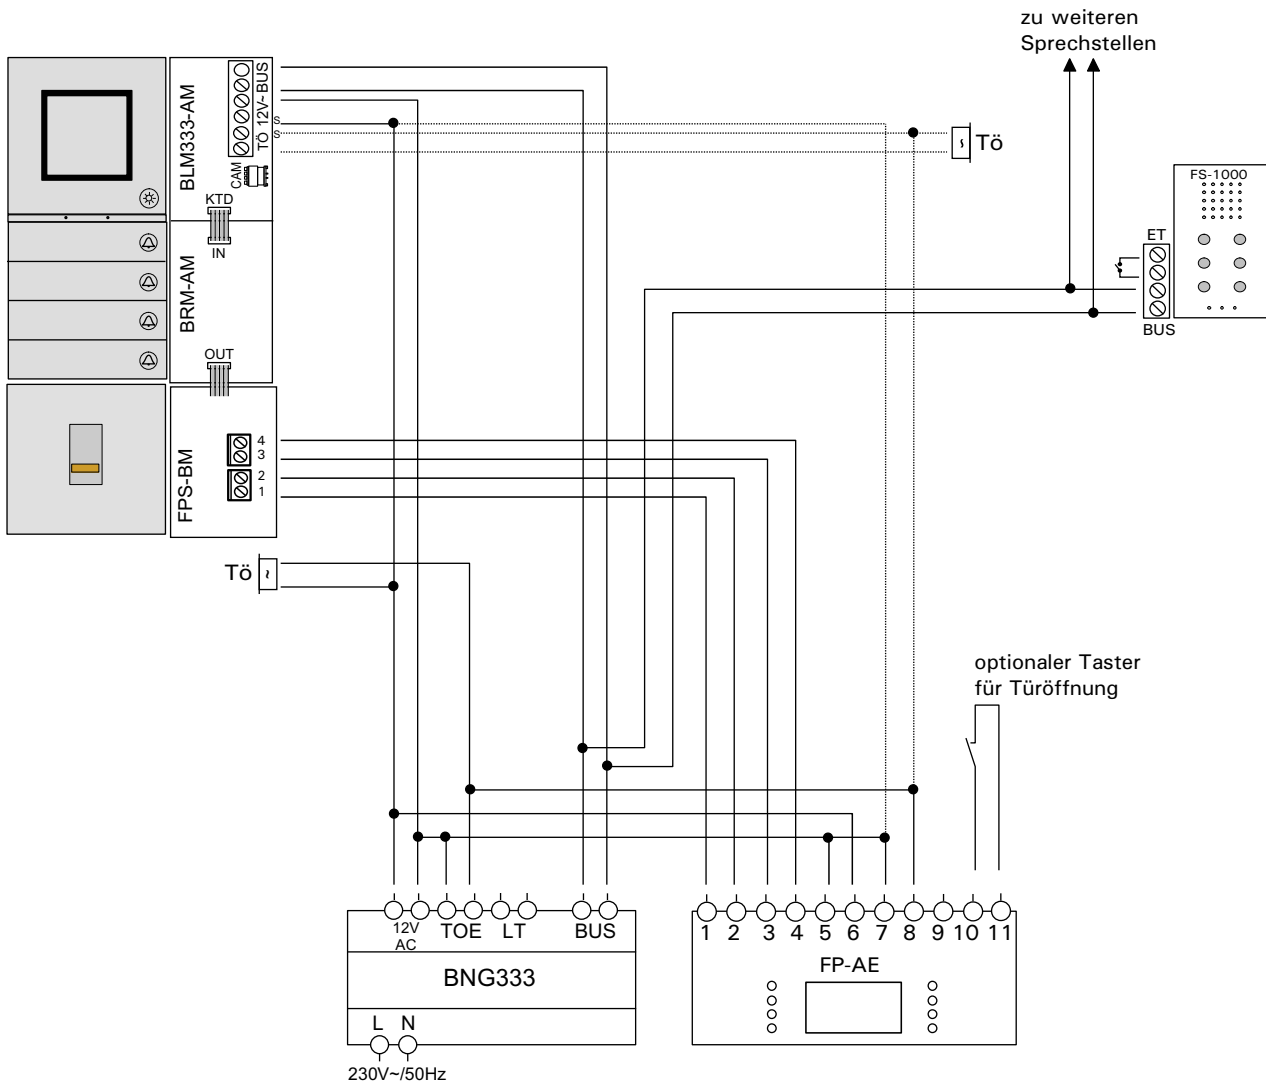 zu weiteren
Sprechstellen
BLM333-AM
TÖ 12V~ BUS
S
S
CAM
KTD
IN
BRM-AM
OUT
Tö
FS-1000
ET
BUS
FPS-BM
4
3
2
1
Tö
optionaler Taster
für Türöffnung
12V
AC
TOE
LT
BUS
BNG333
L N
230V~/50Hz
1 2 3 4 5 6 7 8 9 10 11
FP-AE